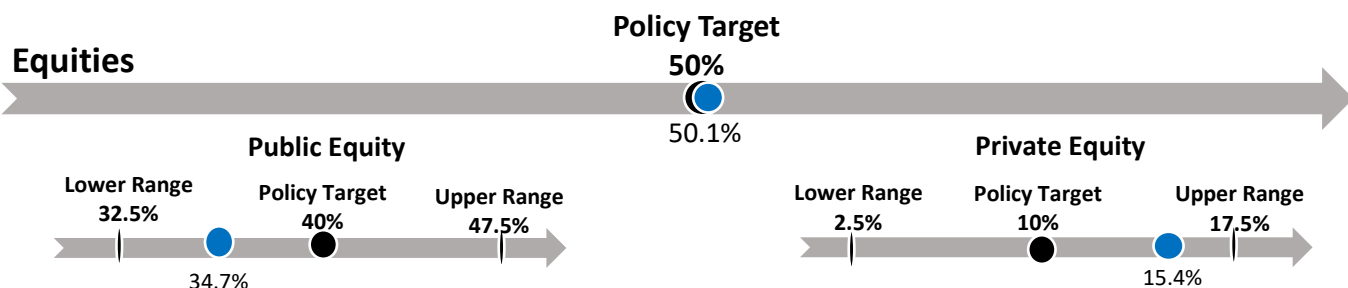 Policy Target
50%
Equities
50.1%
Public Equity
Lower Range
32.5%
Policy Target
40%
Upper Range
47.5%
34.7%
Private Equity
Lower Range
2.5%
Policy Target
10%
Upper Range
17.5%
15.4%